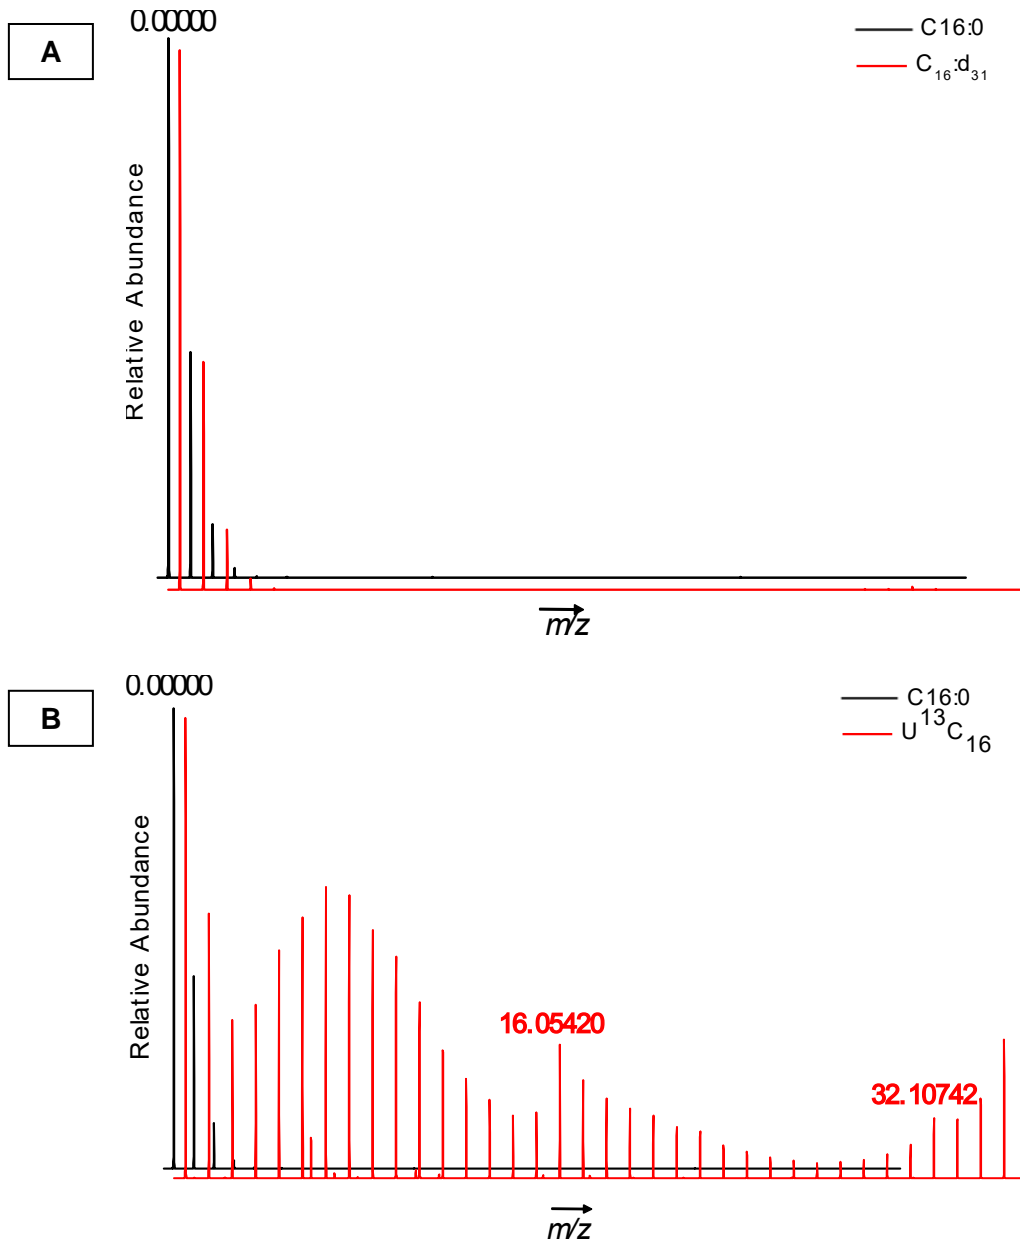 A
0.00000
C16:0
C₁₆:d₃₁
Relative Abundance
m/z
B
0.00000
C16:0
U¹³C₁₆
Relative Abundance
16.05420
32.10742
m/z